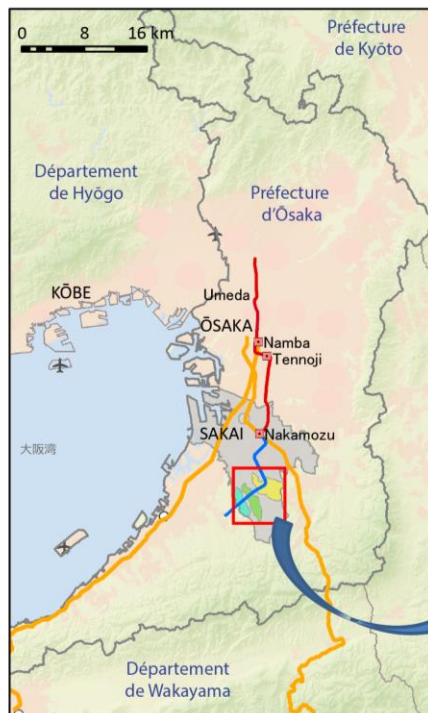 0 8 16 km
Préfecture
de Kyōto
Département
de Hyōgo
Préfecture
d'Ōsaka
Umeda
KŌBE
ŌSAKA
Namba
Tennoji
SAKAI
Nakamozu
大阪湾
Département
de Wakayama